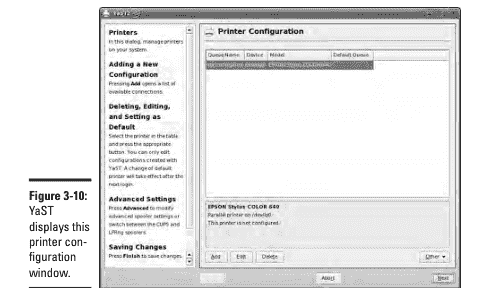 YaST
Printers
In this dialog, manage printers
on your system.
Adding a New
Configuration
Pressing Add opens a list of
available connections.
Deleting, Editing,
and Setting as
Default
Select the printer in the table
and press the appropriate
button. You can only edit
configurations created with
YaST. A change of default
printer will take effect after the
next login.
Advanced Settings
Press Advanced to modify
advanced spooler settings or
switch between the CUPS and
LPRng spoolers.
Saving Changes
Press Finish to save changes.
Printer Configuration
Queue Name Device Model Default Queue
EPSON Stylus COLOR 640
Parallel printer on /dev/lp0
This printer is not configured.
Add Edit Delete Other
Abort Next
Figure 3-10:
YaST
displays this
printer con-
figuration
window.